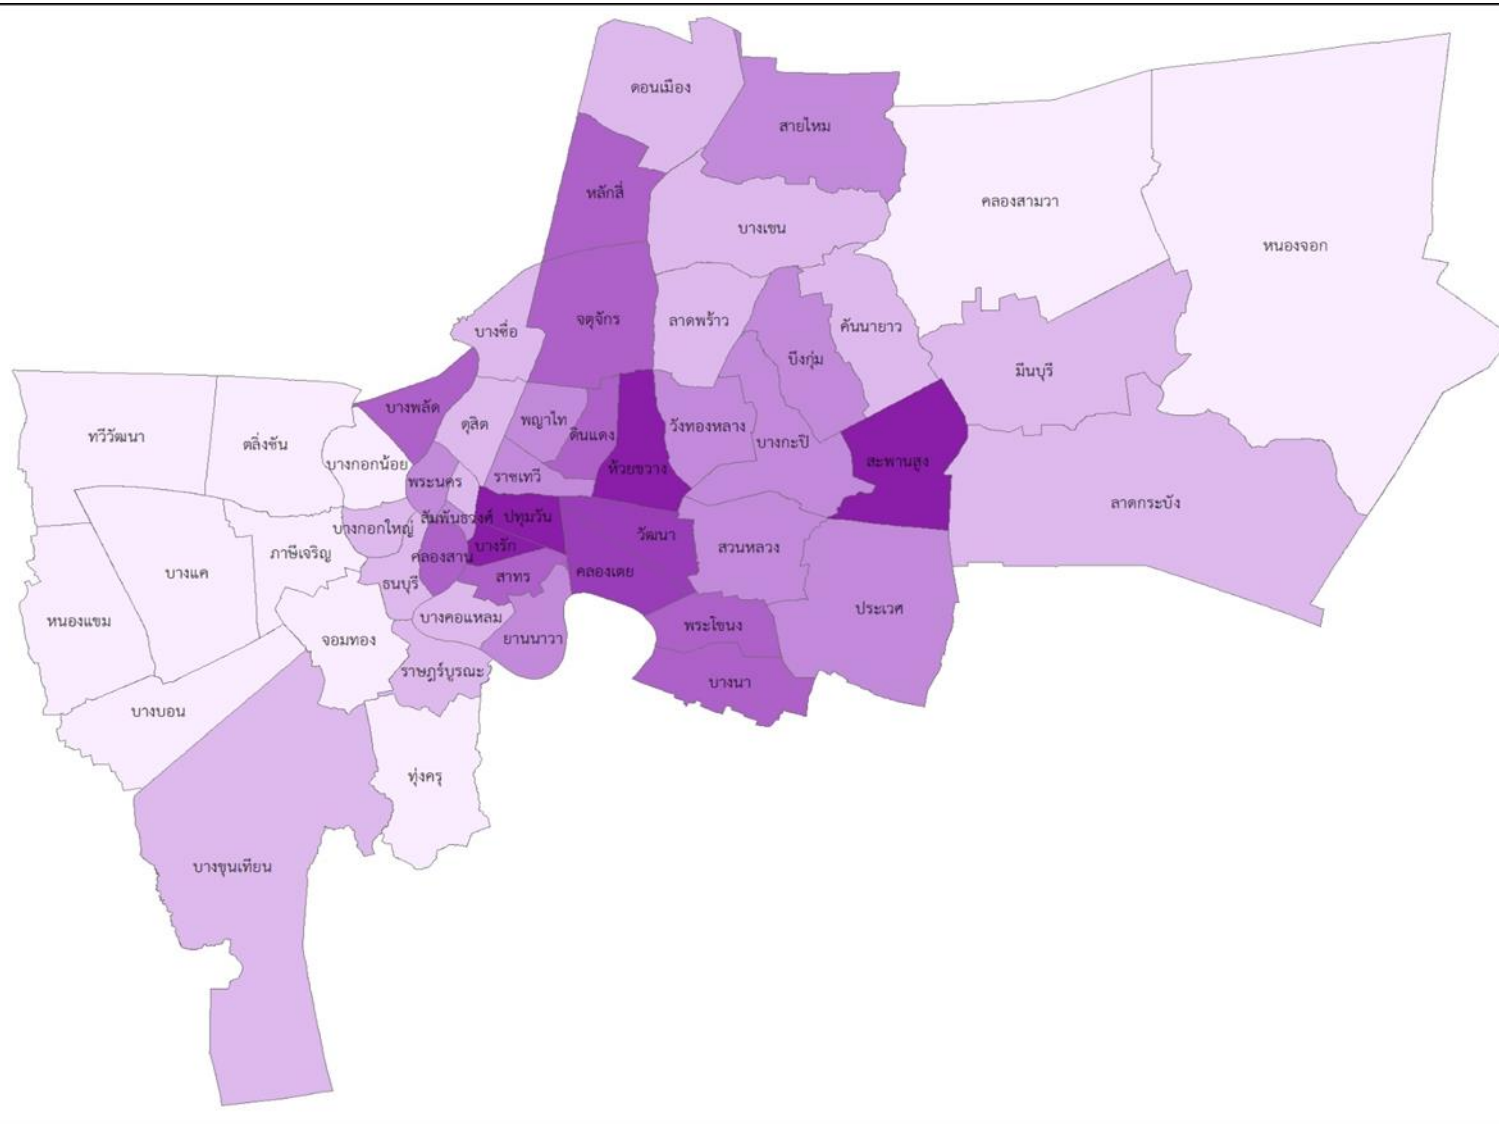 ดอนเมือง
สายไหม
หลักสี่
คลองสามวา
บางเขน
หนองจอก
จตุจักร
ลาดพร้าว
คันนายาว
บางซื่อ
บึงกุ่ม
มีนบุรี
บางพลัด
พญาไท
ดุสิต
วังทองหลาง
ทวีวัฒนา
ดินแดง
ตลิ่งชัน
บางกะปิ
บางกอกน้อย
ห้วยขวาง
สะพานสูง
ราชเทวี
พระนคร
ลาดกระบัง
สัมพันธวงศ์
ปทุมวัน
บางกอกใหญ่
วัฒนา
บางรัก
สวนหลวง
ภาษีเจริญ
คลองสาน
บางแค
คลองเตย
สาทร
ธนบุรี
ประเวศ
บางคอแหลม
หนองแขม
พระโขนง
จอมทอง
ยานนาวา
ราษฎร์บูรณะ
บางนา
บางบอน
ทุ่งครุ
บางขุนเทียน